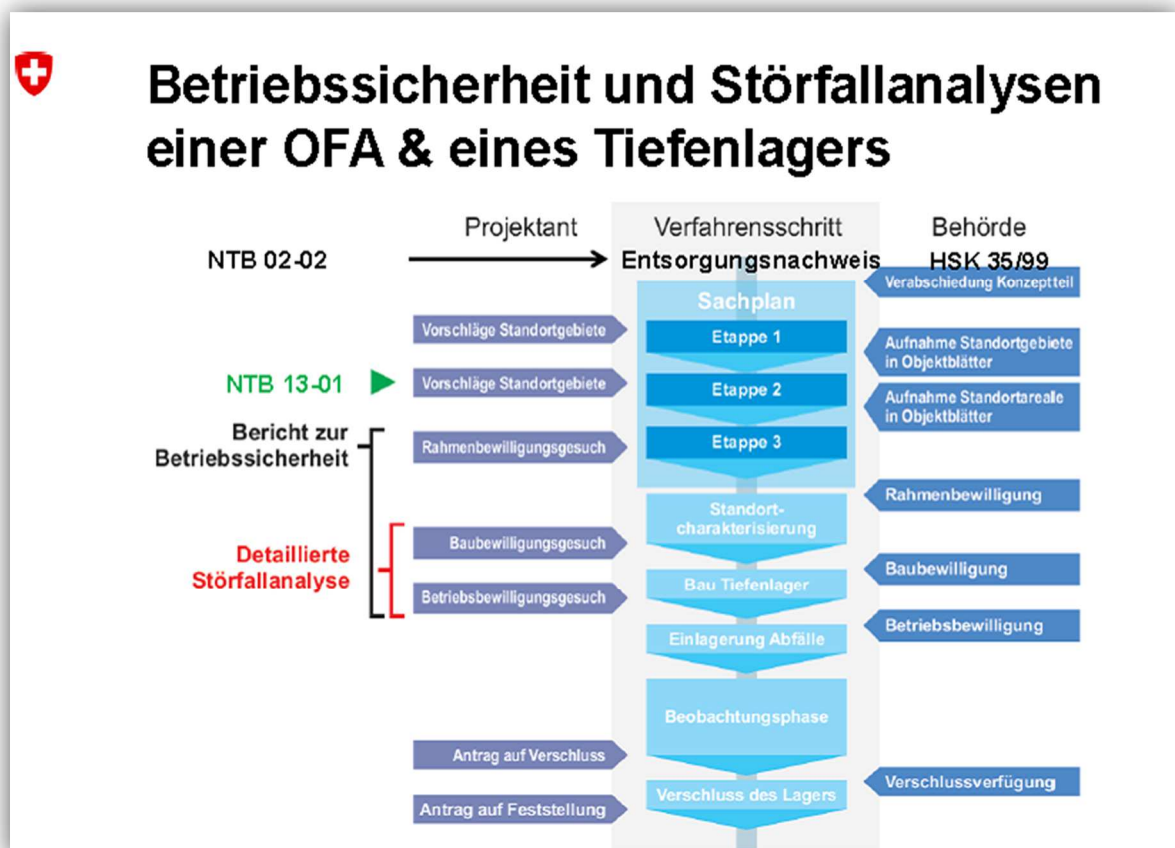 Betriebssicherheit und Störfallanalysen
einer OFA & eines Tiefenlagers
Projektant
Verfahrensschritt
Behörde
NTB 02-02
Entsorgungsnachweis
HSK 35/99
Verabschiedung Konzeptteil
Sachplan
Vorschläge Standortgebiete
Etappe 1
Aufnahme Standortgebiete
in Objektblätter
NTB 13-01
Vorschläge Standortgebiete
Etappe 2
Aufnahme Standortareale
in Objektblätter
Bericht zur
Betriebssicherheit
Rahmenbewilligungsgesuch
Etappe 3
Rahmenbewilligung
Standort-
charakterisierung
Detaillierte
Störfallanalyse
Baubewilligungsgesuch
Baubewilligung
Bau Tiefenlager
Betriebsbewilligungsgesuch
Betriebsbewilligung
Einlagerung Abfälle
Beobachtungsphase
Antrag auf Verschluss
Verschlussverfügung
Verschluss des Lagers
Antrag auf Feststellung